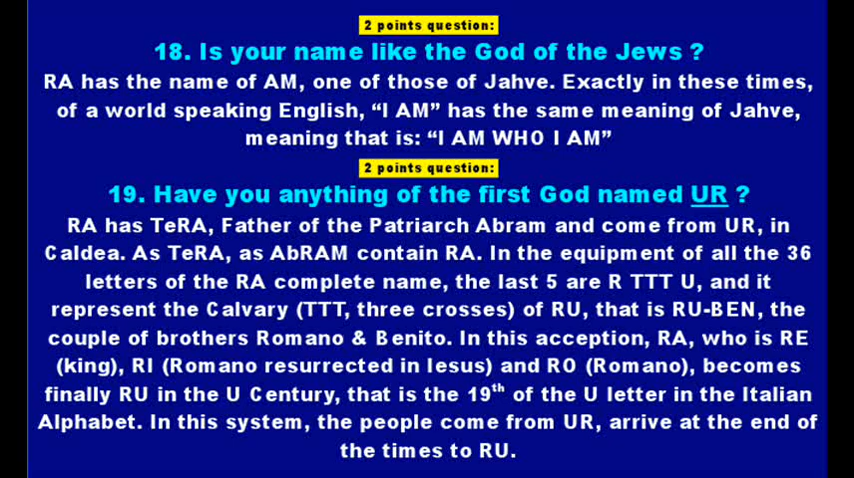 2 points question:
18. Is your name like the God of the Jews ?
RA has the name of AM, one of those of Jahve. Exactly in these times,
of a world speaking English, “I AM” has the same meaning of Jahve,
meaning that is: “I AM WHO I AM”
2 points question:
19. Have you anything of the first God named UR ?
RA has TeRA, Father of the Patriarch Abram and come from UR, in
Caldea. As TeRA, as AbRAM contain RA. In the equipment of all the 36
letters of the RA complete name, the last 5 are R TTT U, and it
represent the Calvary (TTT, three crosses) of RU, that is RU-BEN, the
couple of brothers Romano & Benito. In this acception, RA, who is RE
(king), RI (Romano resurrected in Iesus) and RO (Romano), becomes
finally RU in the U Century, that is the 19th of the U letter in the Italian
Alphabet. In this system, the people come from UR, arrive at the end of
the times to RU.